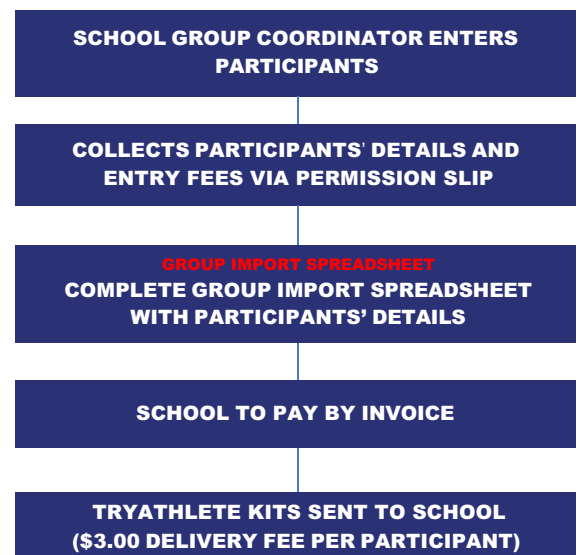 SCHOOL GROUP COORDINATOR ENTERS
PARTICIPANTS
COLLECTS PARTICIPANTS' DETAILS AND
ENTRY FEES VIA PERMISSION SLIP
GROUP IMPORT SPREADSHEET
COMPLETE GROUP IMPORT SPREADSHEET
WITH PARTICIPANTS’ DETAILS
SCHOOL TO PAY BY INVOICE
TRYATHLETE KITS SENT TO SCHOOL
($3.00 DELIVERY FEE PER PARTICIPANT)